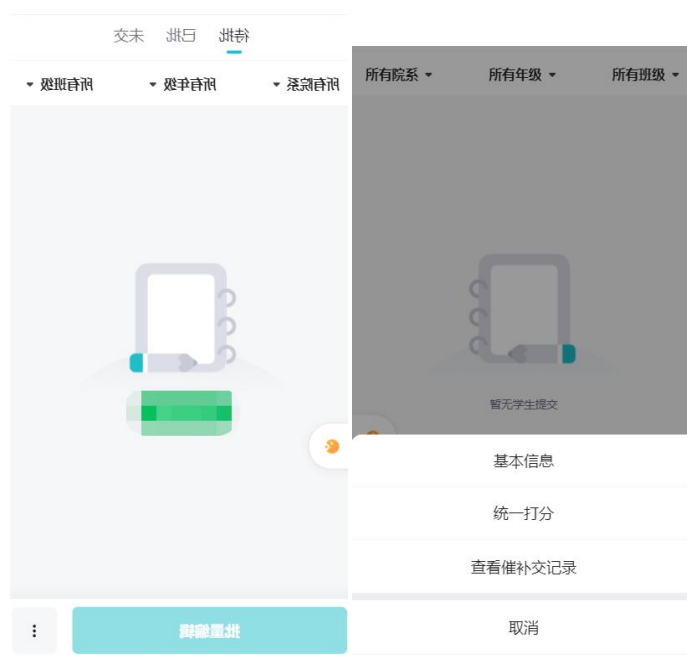 待批 已批 未交
所有院系 所有年级 所有班级
批量编辑
所有院系 所有年级 所有班级
暂无学生提交
基本信息
统一打分
查看催补交记录
取消